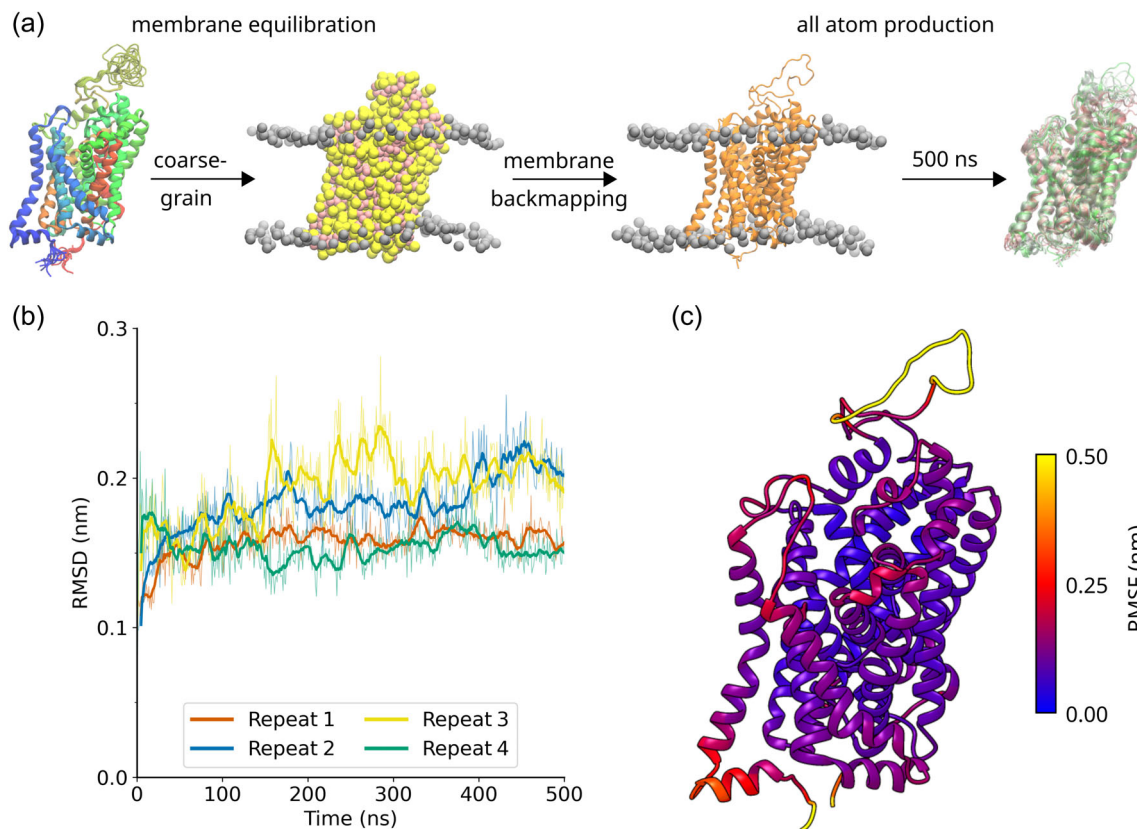 (a)
membrane equilibration
all atom production
coarse-
grain
membrane
backmapping
500 ns
(b)
RMSD (nm)
0.3
0.2
0.1
0.0
0
100
200
300
400
500
Time (ns)
Repeat 1
Repeat 2
Repeat 3
Repeat 4
(c)
0.50
0.25
0.00
RMSF (nm)